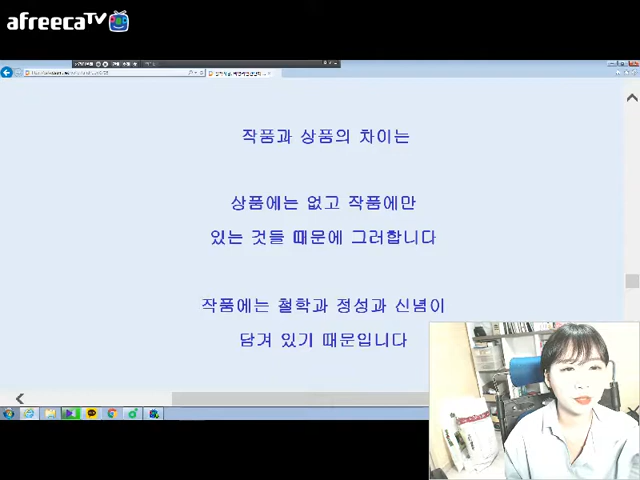 afreecaTV
작품과 상품의 차이는
상품에는 없고 작품에만
있는 것들 때문에 그러합니다
작품에는 철학과 정성과 신념이
담겨 있기 때문입니다